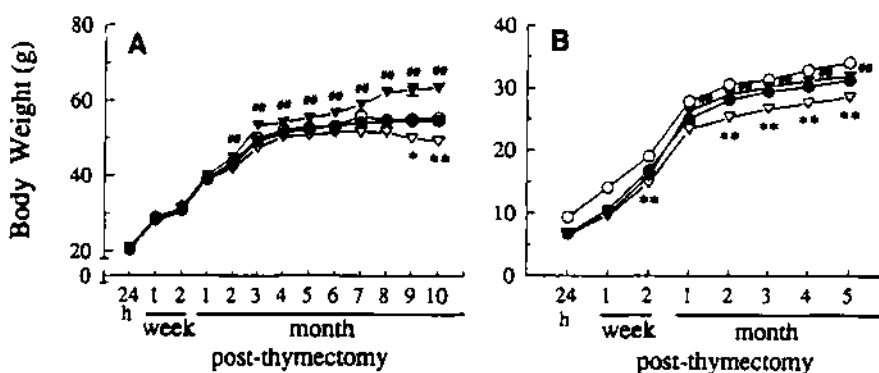 A
B
Body Weight (g)
80
60
40
20
0
40
30
20
10
0
## ## ## ## ## ## ## ## ##
* **
## ## ## ## ##
** ** ** ** **
24 h 1 2 1 2 3 4 5 6 7 8 9 10
week month
post-thymectomy
24 h 1 2 1 2 3 4 5
week month
post-thymectomy